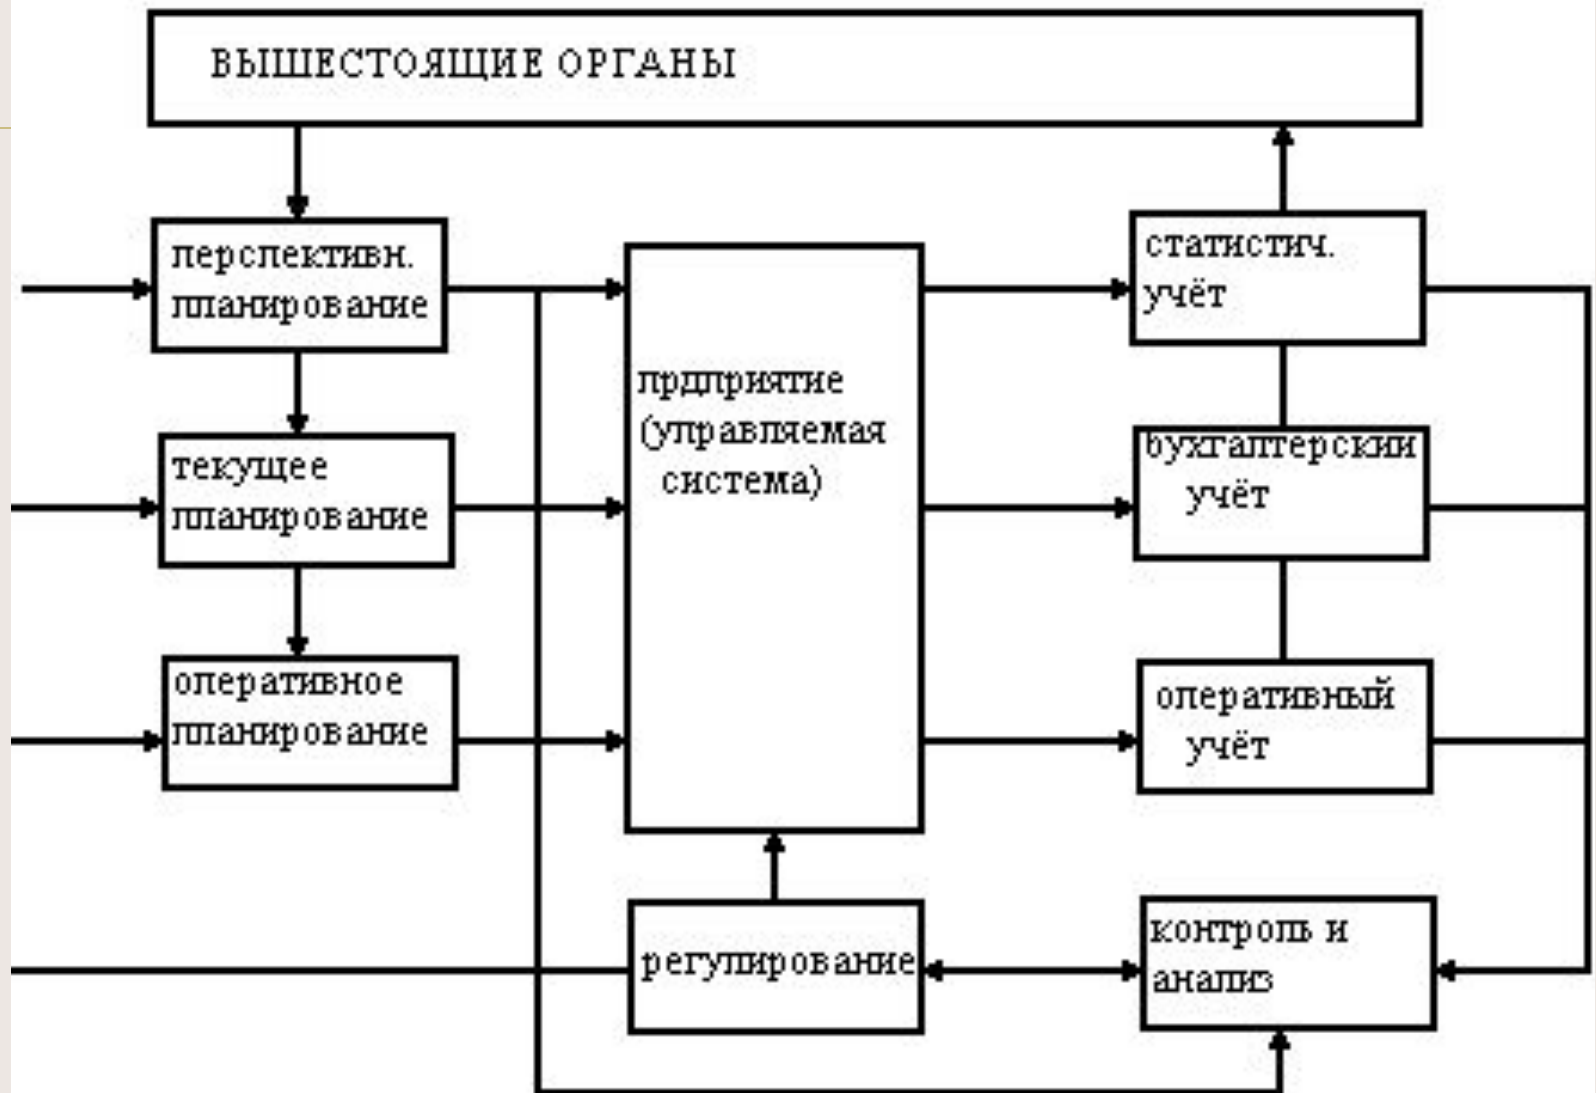 ВЫШЕСТОЯЩИЕ ОРГАНЫ
перспективн.
планирование
текущее
планирование
оперативное
планирование
прдприятие
(управляемая
система)
статистич.
учёт
бухгалтерский
учёт
оперативный
учёт
регулирование
контроль и
анализ